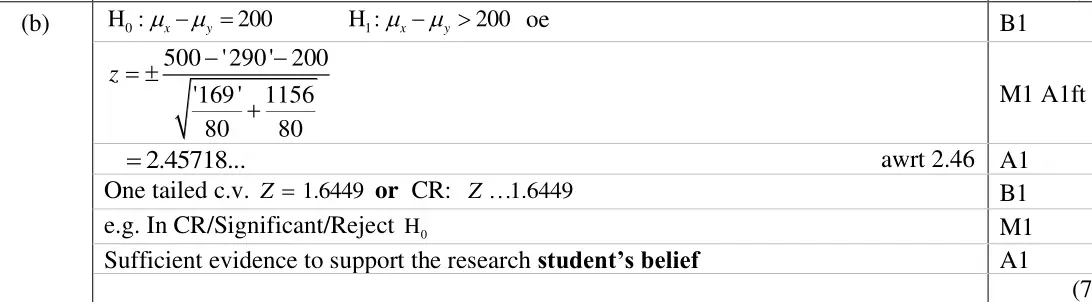 (b) H₀ : μₓ − μᵧ = 200 H₁ : μₓ − μᵧ > 200 oe B1
z = ± (500 − '290' − 200) / √('169'/80 + 1156/80) M1 A1ft
= 2.45718... awrt 2.46 A1
One tailed c.v. Z = 1.6449 or CR: Z …1.6449 B1
e.g. In CR/Significant/Reject H₀ M1
Sufficient evidence to support the research student's belief A1
(7